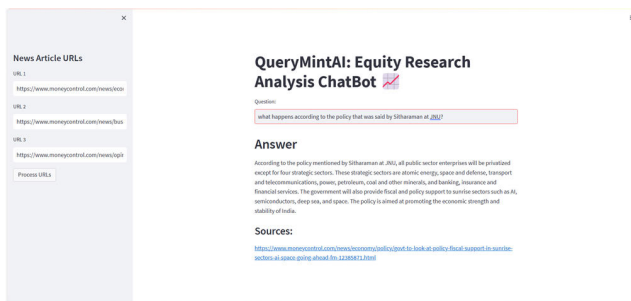 ×
News Article URLs
URL 1
https://www.moneycontrol.com/news/ecoi
URL 2
https://www.moneycontrol.com/news/bus
URL 3
https://www.moneycontrol.com/news/opir
Process URLs
QueryMintAI: Equity Research
Analysis ChatBot 📈
Question:
what happens according to the policy that was said by Sitharaman at JNU?
Answer
According to the policy mentioned by Sitharaman at JNU, all public sector enterprises will be privatized
except for four strategic sectors. These strategic sectors are atomic energy, space and defense, transport
and telecommunications, power, petroleum, coal and other minerals, and banking, insurance and
financial services. The government will also provide fiscal and policy support to sunrise sectors such as AI,
semiconductors, deep sea, and space. The policy is aimed at promoting the economic strength and
stability of India.
Sources:
https://www.moneycontrol.com/news/economy/policy/govt-to-look-at-policy-fiscal-support-in-sunrise-
sectors-ai-space-going-ahead-fm-12385871.html